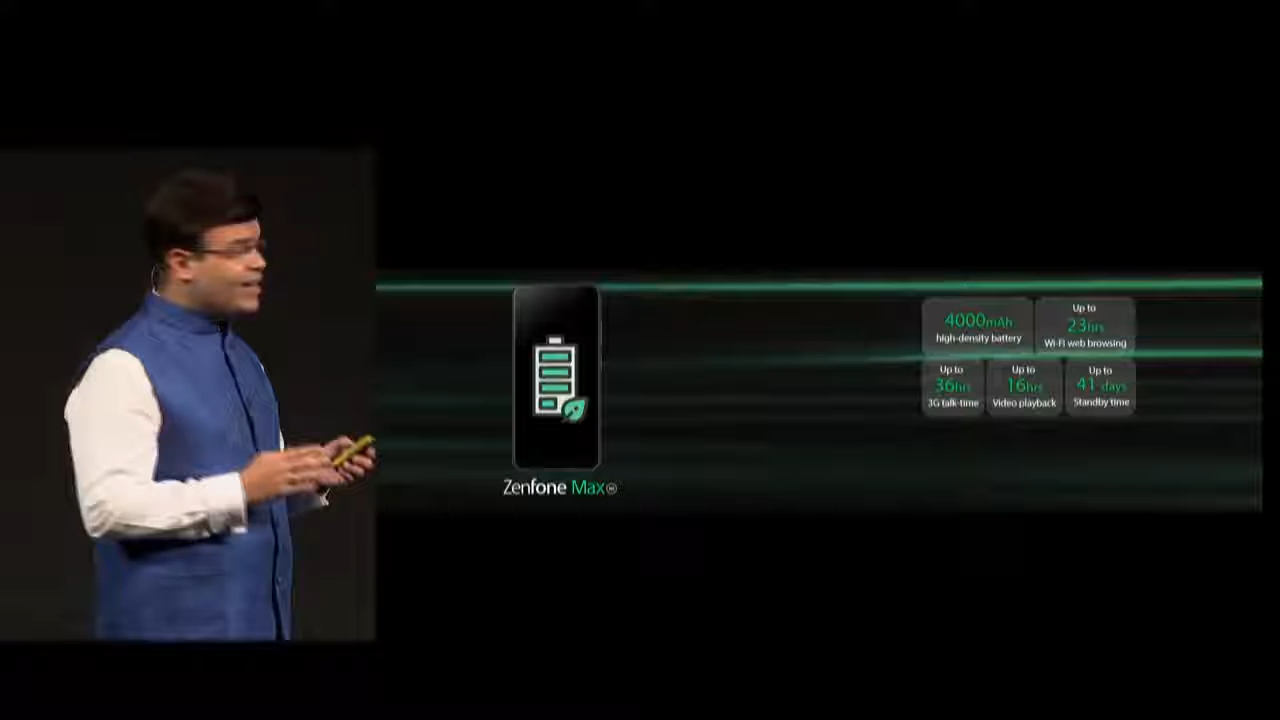 4000mAh
high-density battery
Up to
23hrs
Wi-Fi web browsing
Up to
36hrs
3G talk-time
Up to
16hrs
Video playback
Up to
41 days
Standby time
Zenfone Max